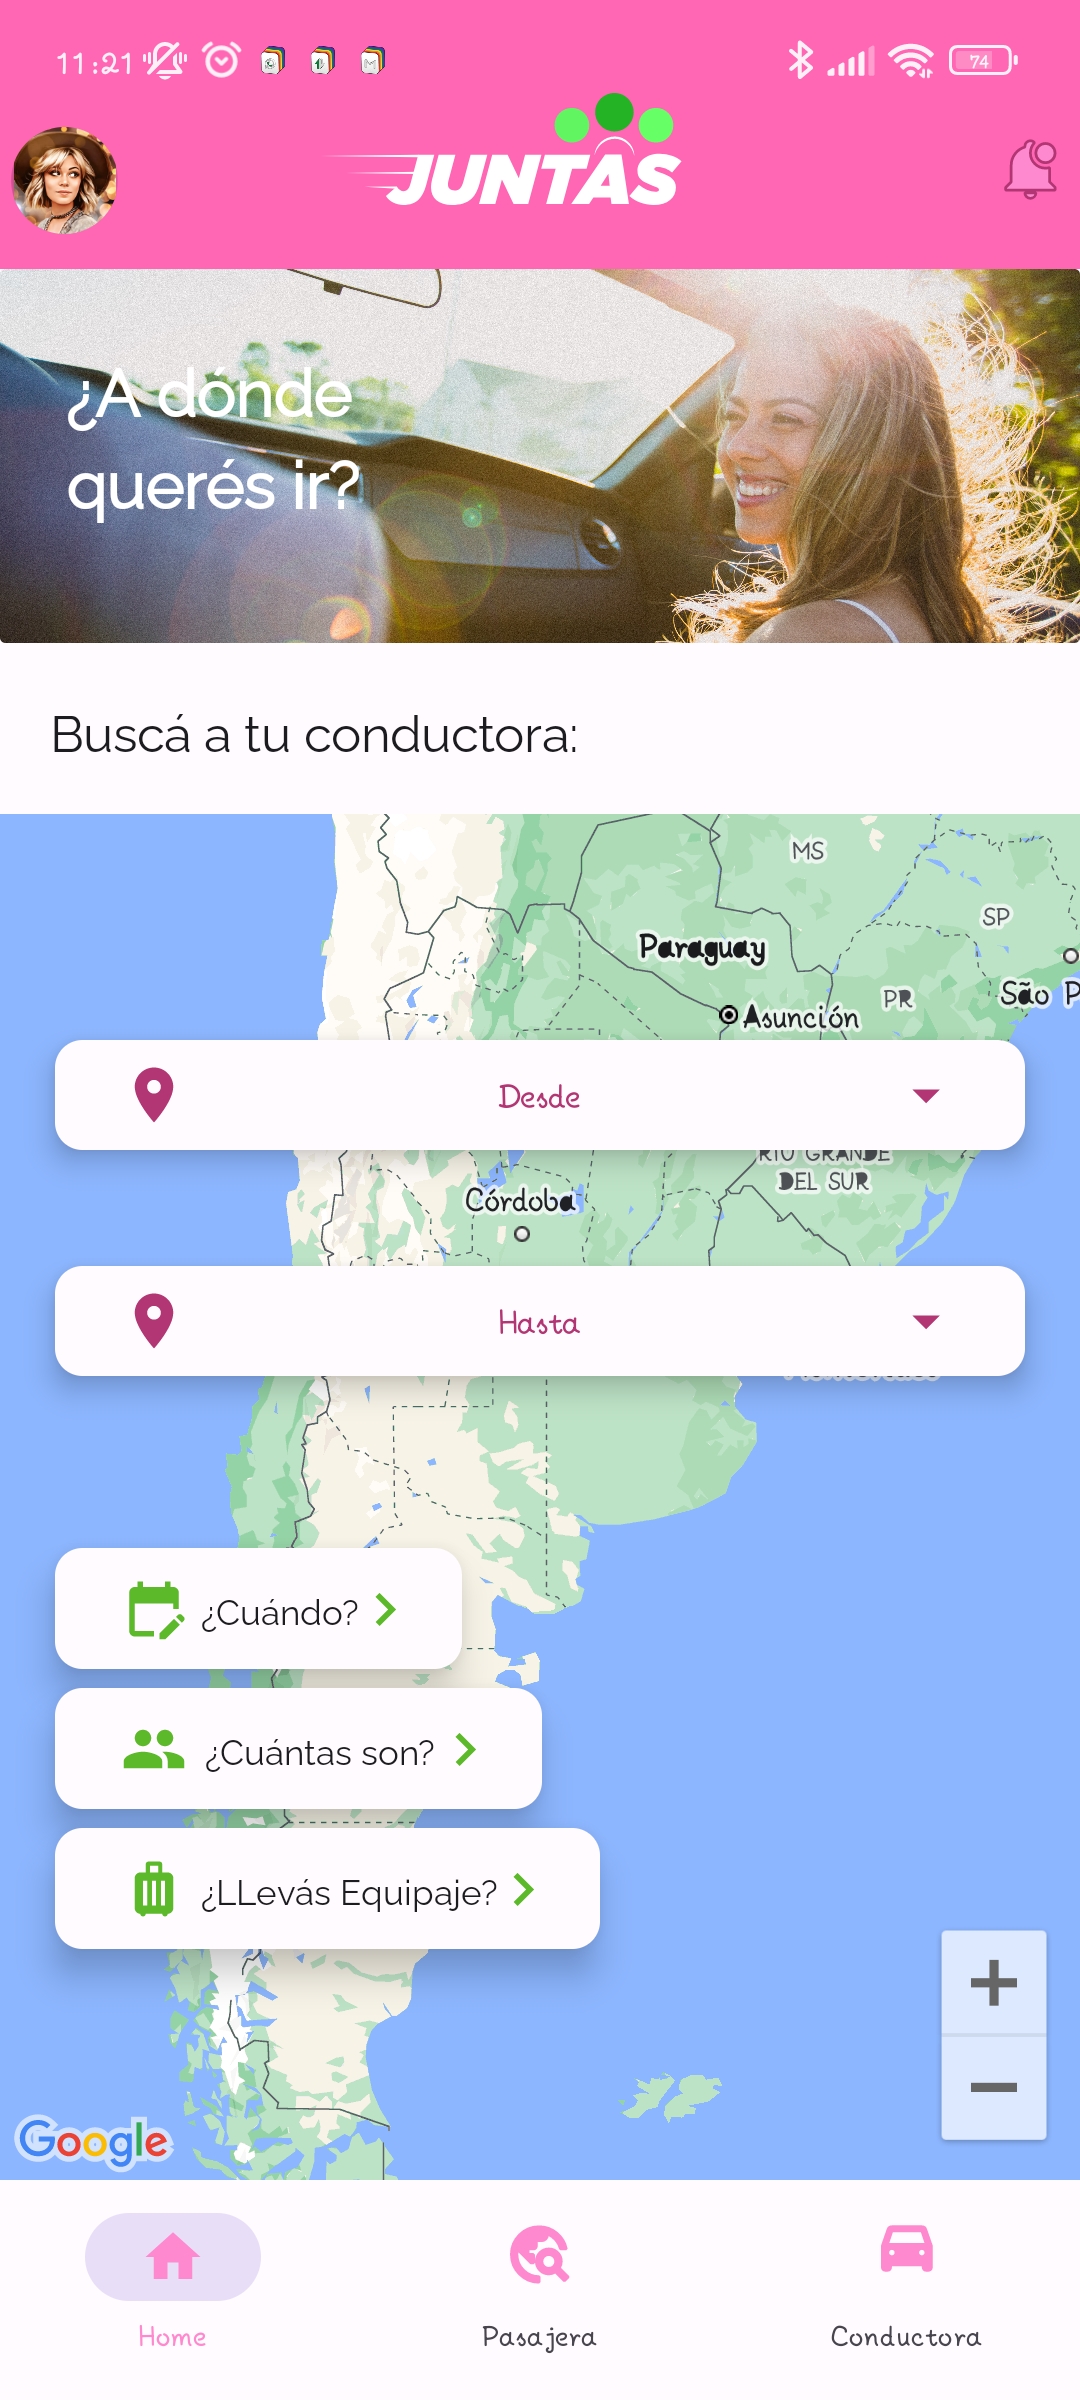 11:21
74
JUNTAS
¿A dónde
querés ir?
Buscá a tu conductora:
MS
SP
Paraguay
São P
PR
Asunción
Desde
RIO GRANDE
DEL SUR
Córdoba
Hasta
¿Cuándo?
¿Cuántas son?
¿LLevás Equipaje?
Google
Home
Pasajera
Conductora